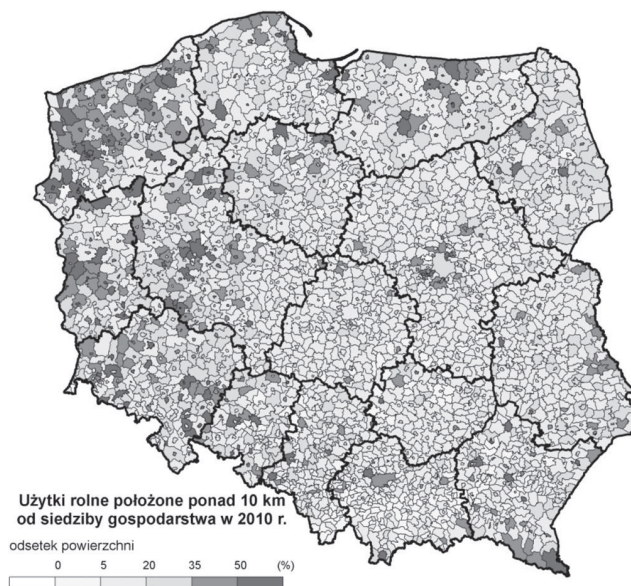 Użytki rolne położone ponad 10 km
od siedziby gospodarstwa w 2010 r.
odsetek powierzchni
0 5 20 35 50 (%)